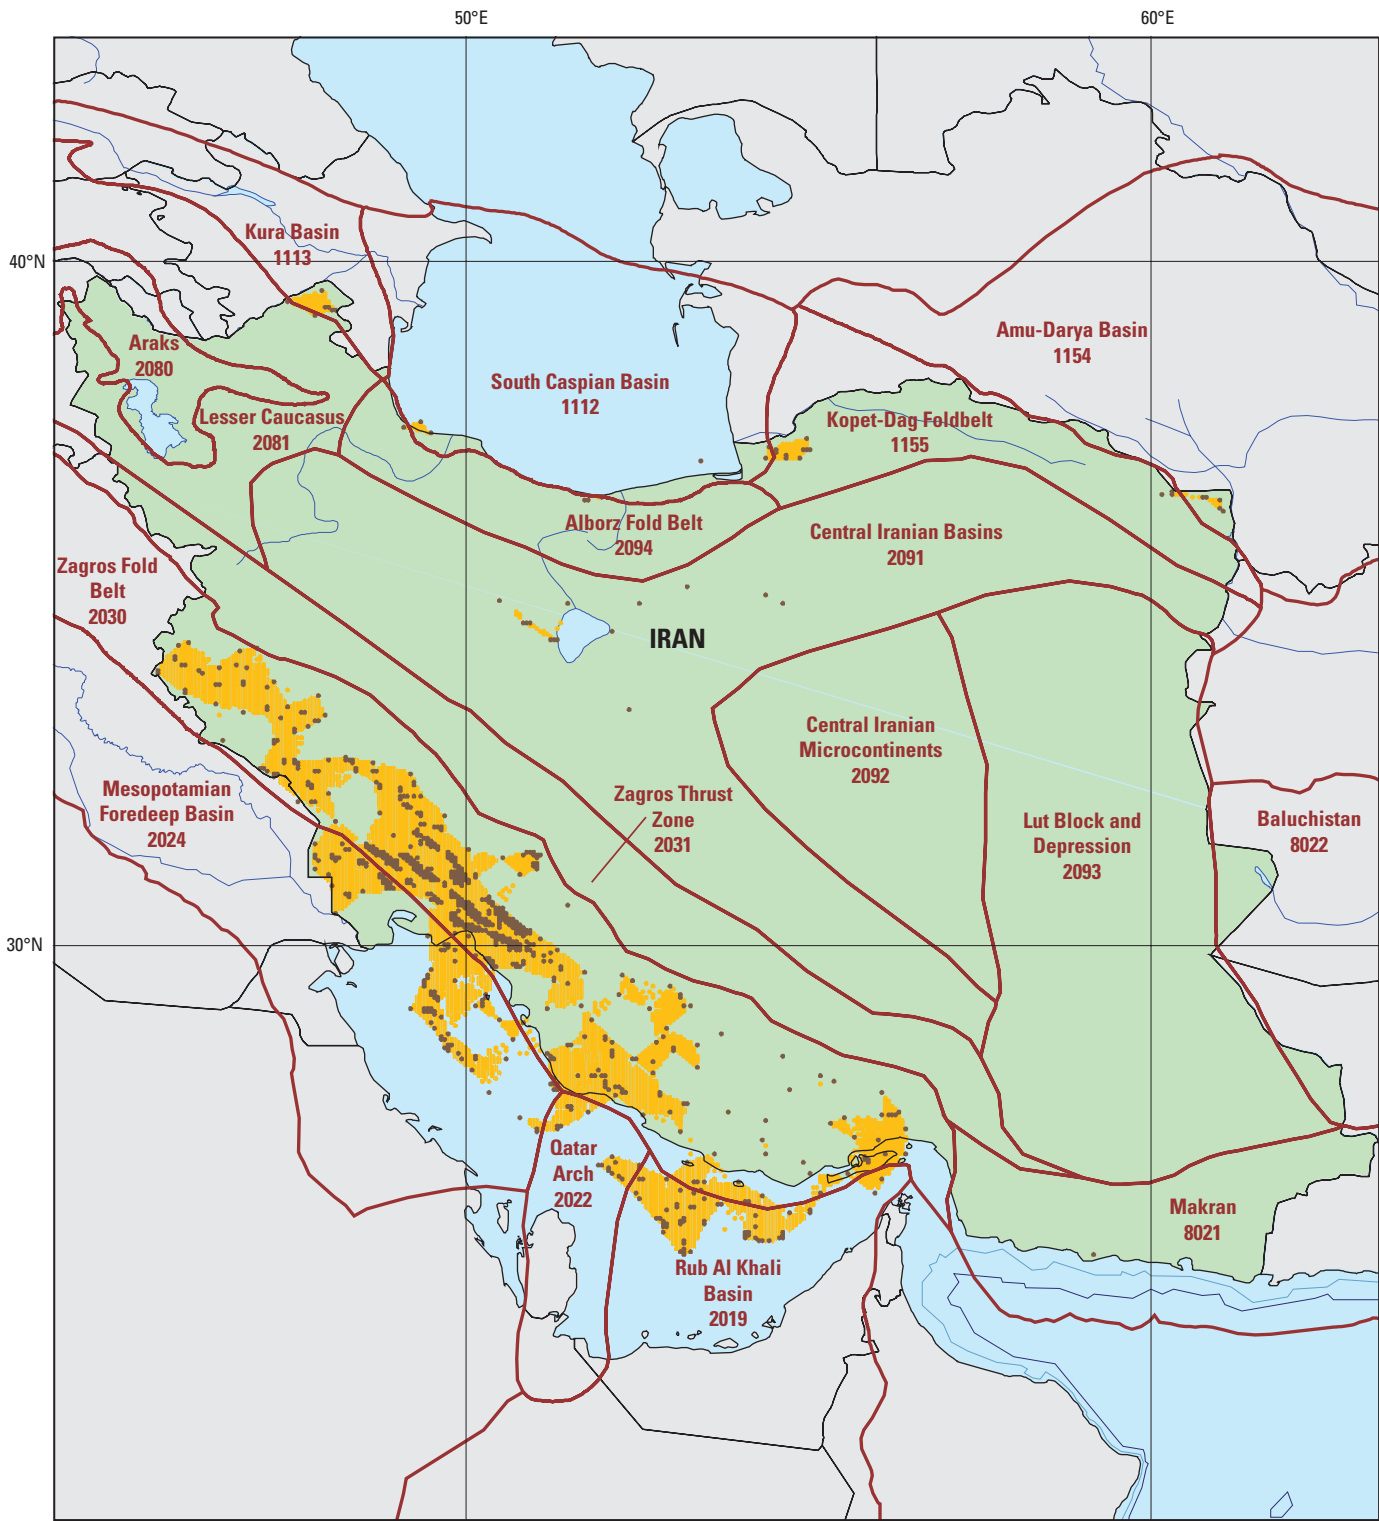 50°E
60°E
40°N
30°N
Kura Basin
1113
Araks
2080
Lesser Caucasus
2081
South Caspian Basin
1112
Amu-Darya Basin
1154
Kopet-Dag Foldbelt
1155
Alborz Fold Belt
2094
Central Iranian Basins
2091
Zagros Fold
Belt
2030
IRAN
Central Iranian
Microcontinents
2092
Mesopotamian
Foredeep Basin
2024
Zagros Thrust
Zone
2031
Lut Block and
Depression
2093
Baluchistan
8022
Qatar
Arch
2022
Makran
8021
Rub Al Khali
Basin
2019